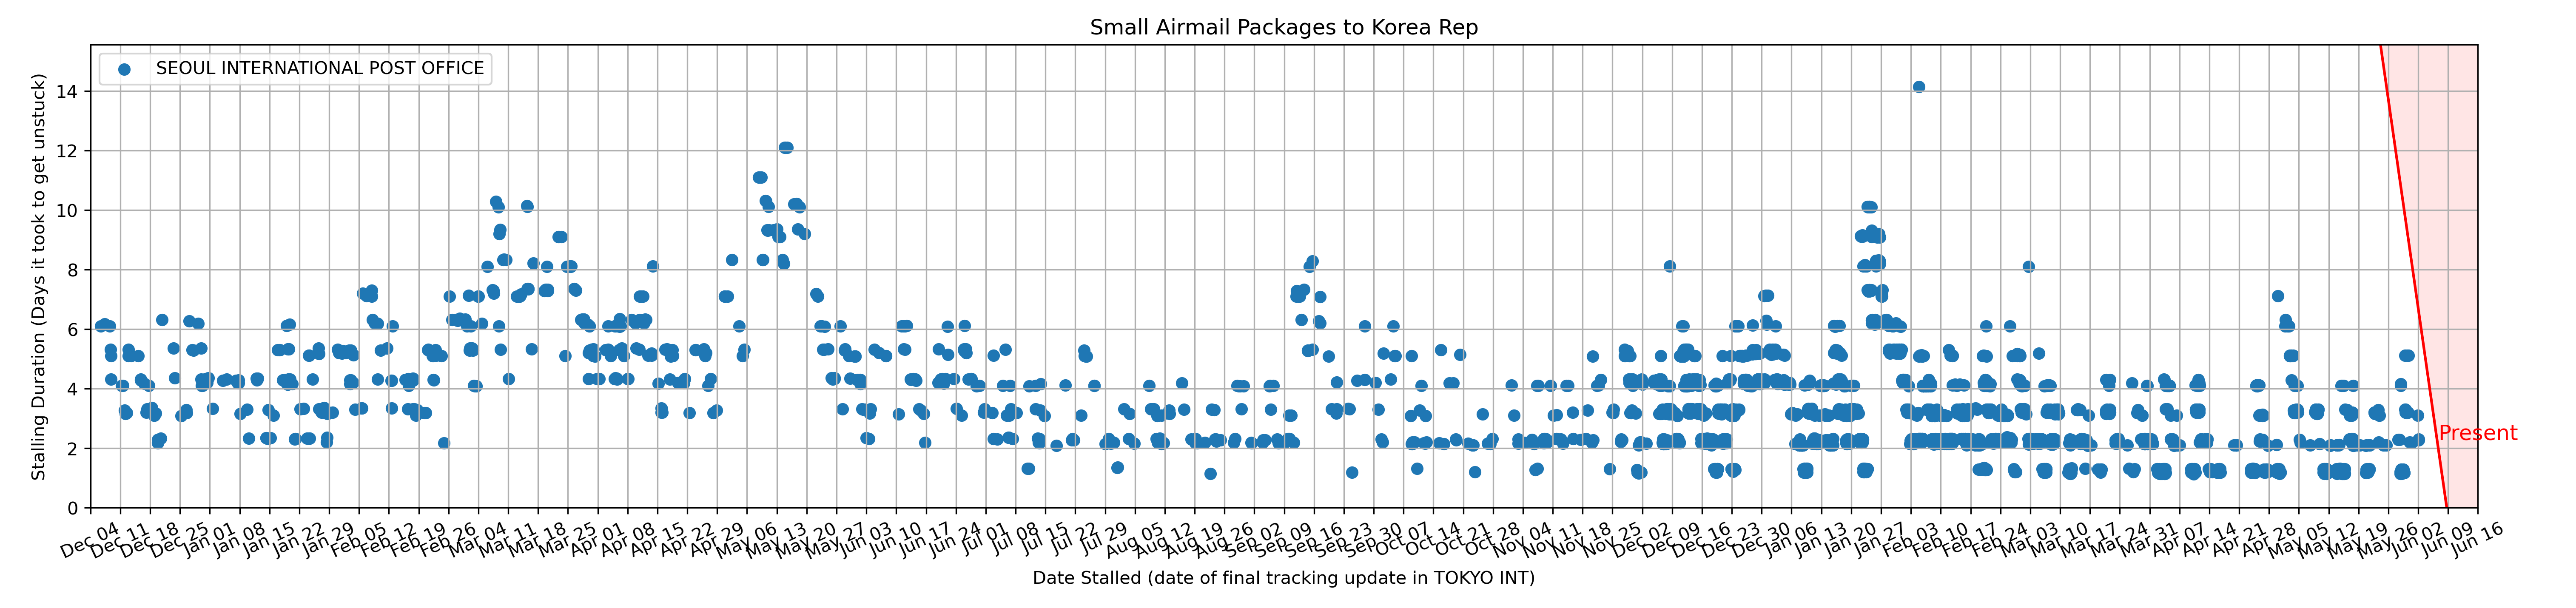 Small Airmail Packages to Korea Rep
SEOUL INTERNATIONAL POST OFFICE
Stalling Duration (Days it took to get unstuck)
14
12
10
8
6
4
2
0
Present
Dec 04 Dec 11 Dec 18 Dec 25 Jan 01 Jan 08 Jan 15 Jan 22 Jan 29 Feb 05 Feb 12 Feb 19 Feb 26 Mar 04 Mar 11 Mar 18 Mar 25 Apr 01 Apr 08 Apr 15 Apr 22 Apr 29 May 06 May 13 May 20 May 27 Jun 03 Jun 10 Jun 17 Jun 24 Jul 01 Jul 08 Jul 15 Jul 22 Jul 29 Aug 05 Aug 12 Aug 19 Aug 26 Sep 02 Sep 09 Sep 16 Sep 23 Sep 30 Oct 07 Oct 14 Oct 21 Oct 28 Nov 04 Nov 11 Nov 18 Nov 25 Dec 02 Dec 09 Dec 16 Dec 23 Dec 30 Jan 06 Jan 13 Jan 20 Jan 27 Feb 03 Feb 10 Feb 17 Feb 24 Mar 03 Mar 10 Mar 17 Mar 24 Mar 31 Apr 07 Apr 14 Apr 21 Apr 28 May 05 May 12 May 19 May 26 Jun 02 Jun 09 Jun 16
Date Stalled (date of final tracking update in TOKYO INT)